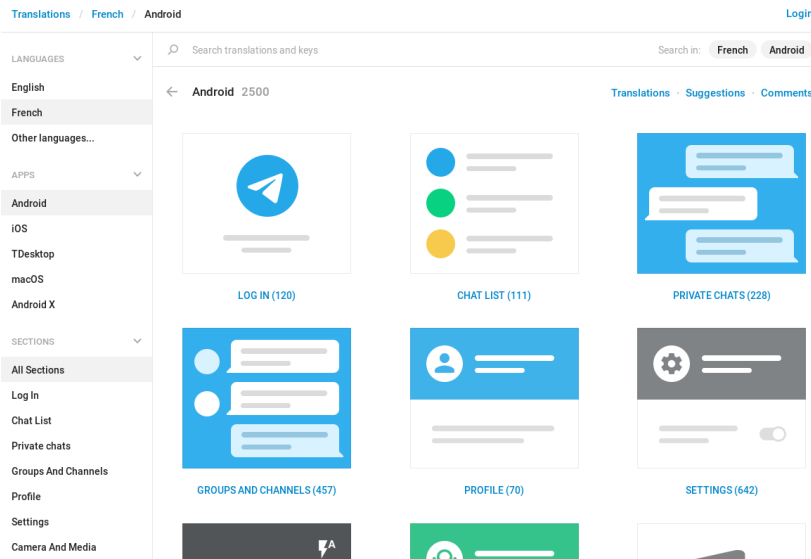 Translations / French / Android
Login
LANGUAGES
English
French
Other languages...
APPS
Android
iOS
TDesktop
macOS
Android X
SECTIONS
All Sections
Log In
Chat List
Private chats
Groups And Channels
Profile
Settings
Camera And Media
Search translations and keys
Search in: French Android
Android 2500
Translations · Suggestions · Comments
LOG IN (120)
CHAT LIST (111)
PRIVATE CHATS (228)
GROUPS AND CHANNELS (457)
PROFILE (70)
SETTINGS (642)
A